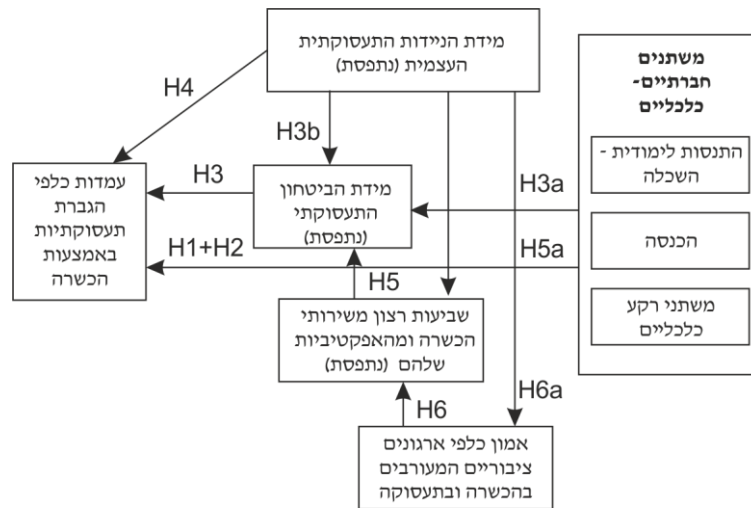 מידת הניידות התעסוקתית
העצמית (נתפסת)
משתנים
חברתיים-
כלכליים
התנסות לימודית -
השכלה
הכנסה
משתני רקע
כלכליים
H4
H3b
H3
H3a
מידת הביטחון
התעסוקתי
(נתפסת)
עמדות כלפי
הגברת
תעסוקתיות
באמצעות
הכשרה
H1+H2
H5a
H5
שביעות רצון משירותי
הכשרה ומהאפקטיביות
שלהם (נתפסת)
H6
H6a
אמון כלפי ארגונים
ציבוריים המעורבים
בהכשרה ובתעסוקה